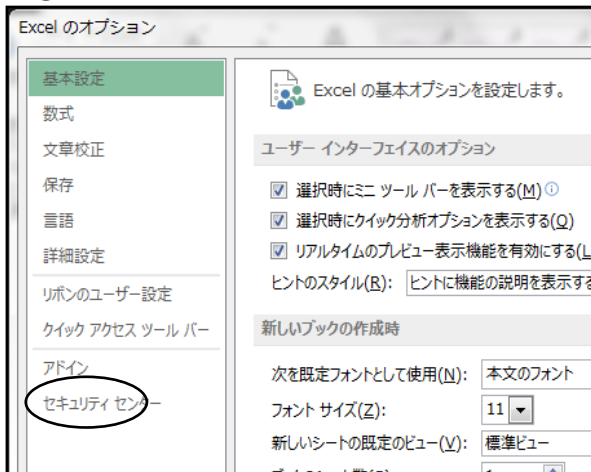 Excel のオプション
基本設定
数式
文章校正
保存
言語
詳細設定
リボンのユーザー設定
クイック アクセス ツール バー
アドイン
セキュリティ センター
Excel の基本オプションを設定します。
ユーザー インターフェイスのオプション
選択時にミニ ツール バーを表示する(M)
選択時にクイック分析オプションを表示する(Q)
リアルタイムのプレビュー表示機能を有効にする(L
ヒントのスタイル(R): ヒントに機能の説明を表示する
新しいブックの作成時
次を既定フォントとして使用(N): 本文のフォント
フォント サイズ(Z): 11
新しいシートの既定のビュー(V): 標準ビュー